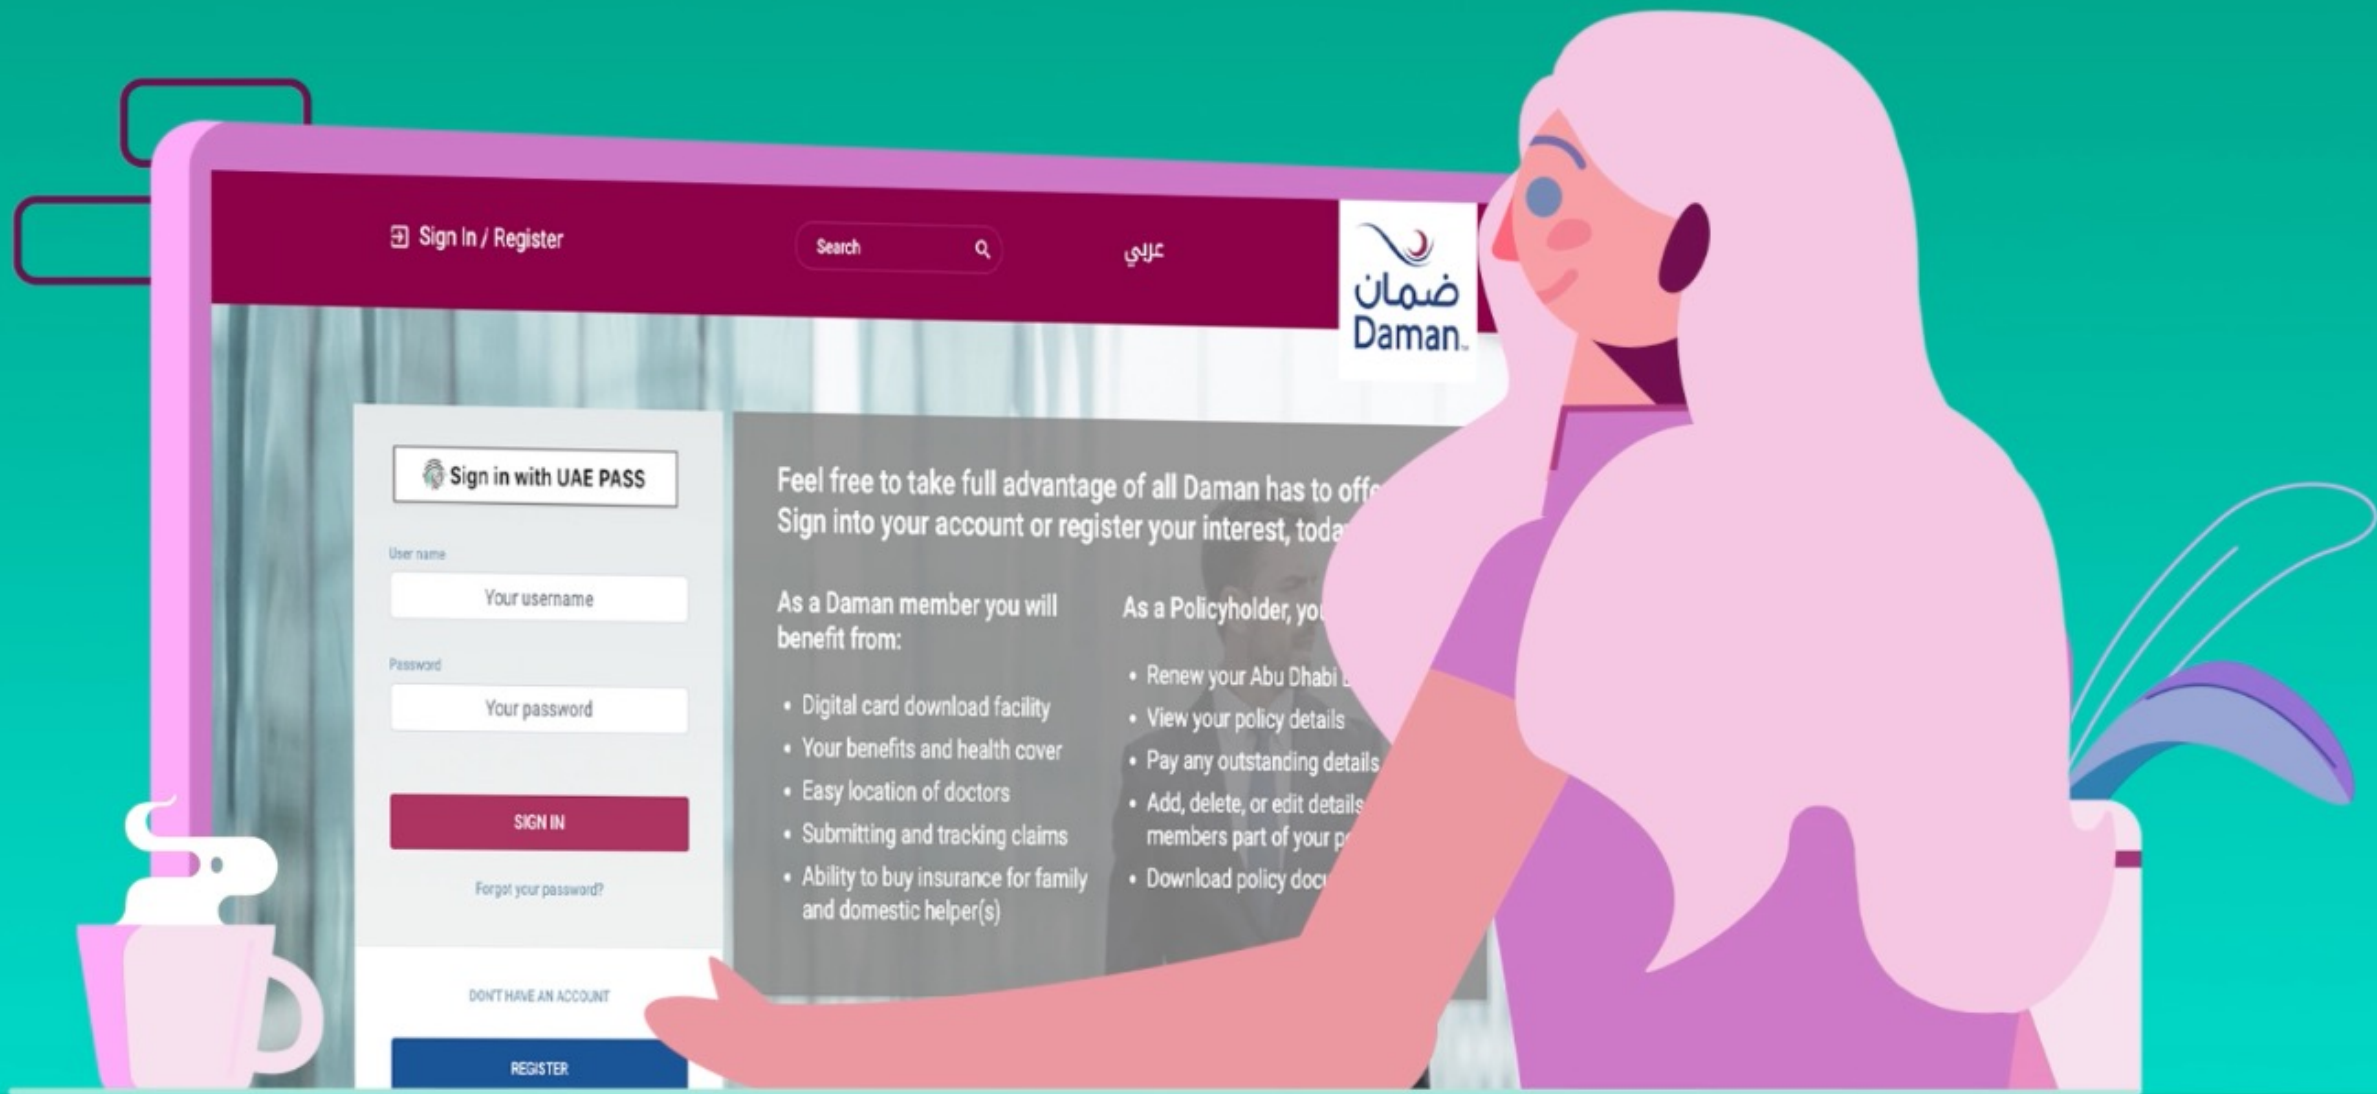 Sign In / Register
Search
عربي
ضمان
Daman
Sign in with UAE PASS
User name
Your username
Password
Your password
SIGN IN
Forgot your password?
DON'T HAVE AN ACCOUNT
REGISTER
Feel free to take full advantage of all Daman has to
Sign into your account or register your interest,
As a Daman member you will
benefit from:
• Digital card download facility
• Your benefits and health cover
• Easy location of doctors
• Submitting and tracking claims
• Ability to buy insurance for family
and domestic helper(s)
As a Policyholder,
• Renew your Abu Dhabi
• View your policy details
• Pay any outstanding details
• Add, delete, or edit details
members part of your
• Download policy